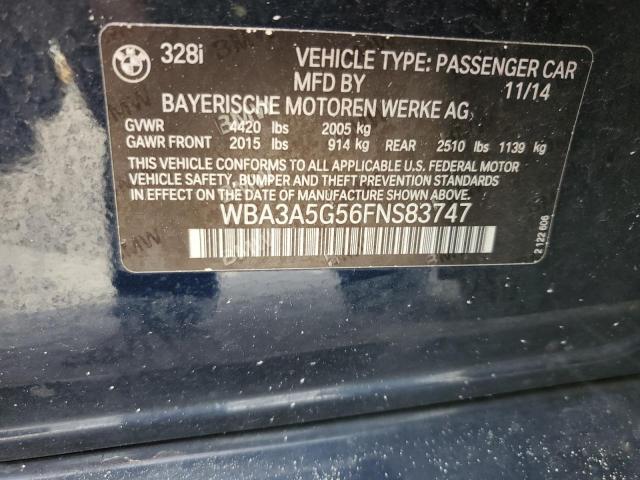 BMW 328i VEHICLE TYPE: PASSENGER CAR
MFD BY 11/14
BAYERISCHE MOTOREN WERKE AG
GVWR 4420 lbs 2005 kg
GAWR FRONT 2015 lbs 914 kg REAR 2510 lbs 1139 kg
THIS VEHICLE CONFORMS TO ALL APPLICABLE U.S. FEDERAL MOTOR
VEHICLE SAFETY, BUMPER AND THEFT PREVENTION STANDARDS
IN EFFECT ON THE DATE OF MANUFACTURE SHOWN ABOVE
WBA3A5G56FNS83747
2 122 606